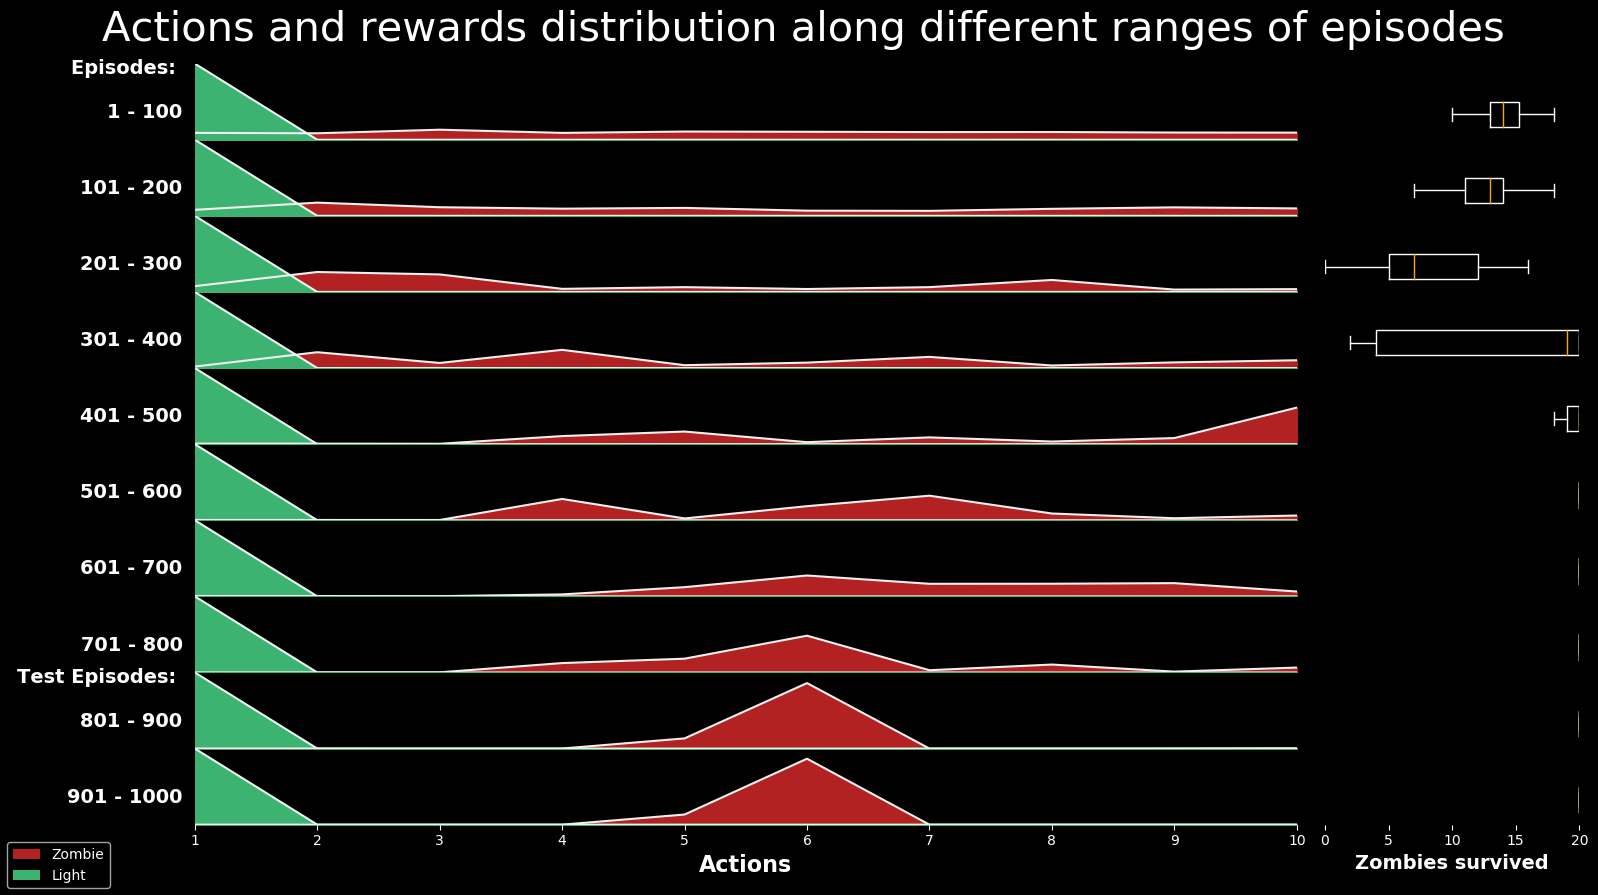 Actions and rewards distribution along different ranges of episodes
Episodes:
1 - 100
101 - 200
201 - 300
301 - 400
401 - 500
501 - 600
601 - 700
701 - 800
Test Episodes:
801 - 900
901 - 1000
1 2 3 4 5 6 7 8 9 10 0 5 10 15 20
Actions
Zombies survived
Zombie
Light